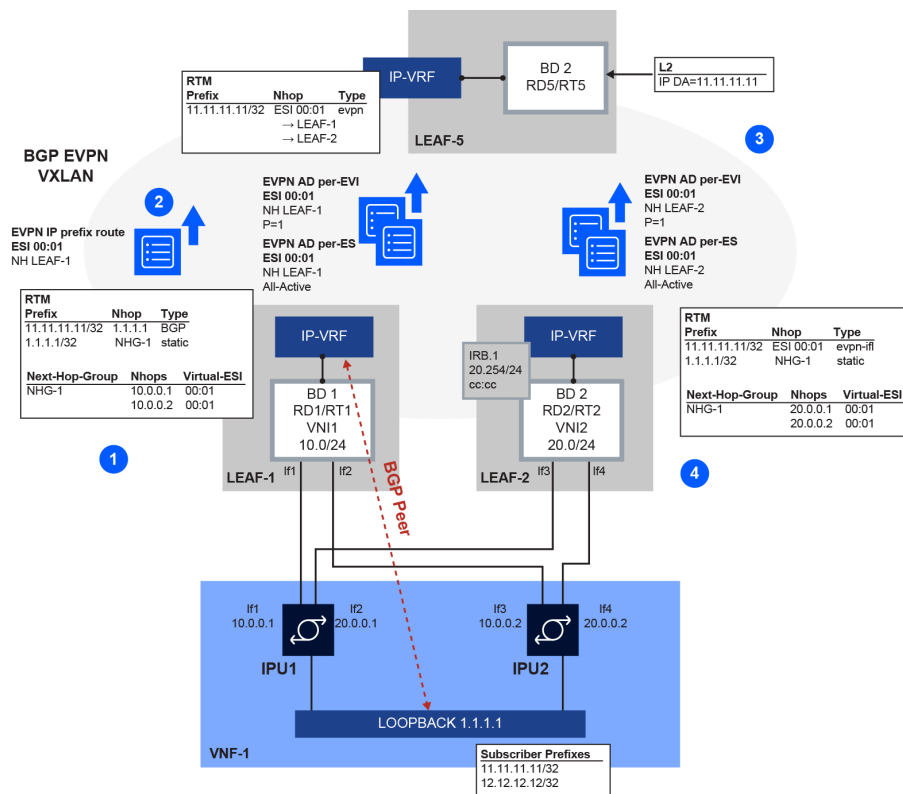 IP-VRF
BD 2
RD5/RT5
LEAF-5
L2
IP DA=11.11.11.11
RTM
Prefix Nhop Type
11.11.11.11/32 ESI 00:01 evpn
→ LEAF-1
→ LEAF-2
3
BGP EVPN
VXLAN
2
EVPN IP prefix route
ESI 00:01
NH LEAF-1
EVPN AD per-EVI
ESI 00:01
NH LEAF-1
P=1
EVPN AD per-ES
ESI 00:01
NH LEAF-1
All-Active
EVPN AD per-EVI
ESI 00:01
NH LEAF-2
P=1
EVPN AD per-ES
ESI 00:01
NH LEAF-2
All-Active
RTM
Prefix Nhop Type
11.11.11.11/32 1.1.1.1 BGP
1.1.1.1/32 NHG-1 static
Next-Hop-Group Nhops Virtual-ESI
NHG-1 10.0.0.1 00:01
10.0.0.2 00:01
1
IP-VRF
BD 1
RD1/RT1
VNI1
10.0/24
If1 If2
LEAF-1
BGP Peer
IP-VRF
IRB.1
20.254/24
cc:cc
BD 2
RD2/RT2
VNI2
20.0/24
If3 If4
LEAF-2
RTM
Prefix Nhop Type
11.11.11.11/32 ESI 00:01 evpn-ifl
1.1.1.1/32 NHG-1 static
Next-Hop-Group Nhops Virtual-ESI
NHG-1 20.0.0.1 00:01
20.0.0.2 00:01
4
If1
10.0.0.1
If2
20.0.0.1
IPU1
If3
10.0.0.2
If4
20.0.0.2
IPU2
LOOPBACK 1.1.1.1
VNF-1
Subscriber Prefixes
11.11.11.11/32
12.12.12.12/32